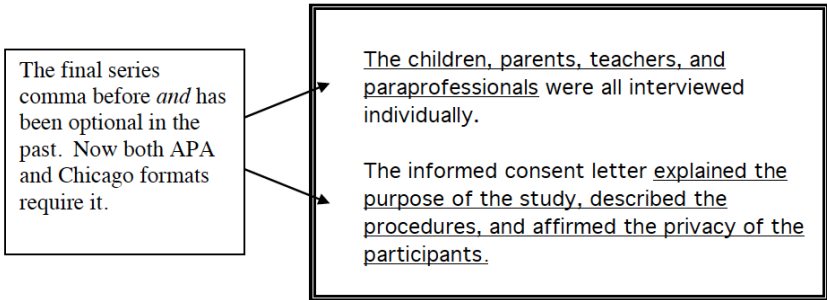 The final series
comma before and has
been optional in the
past.  Now both APA
and Chicago formats
require it.
The children, parents, teachers, and
paraprofessionals were all interviewed
individually.
The informed consent letter explained the
purpose of the study, described the
procedures, and affirmed the privacy of the
participants.